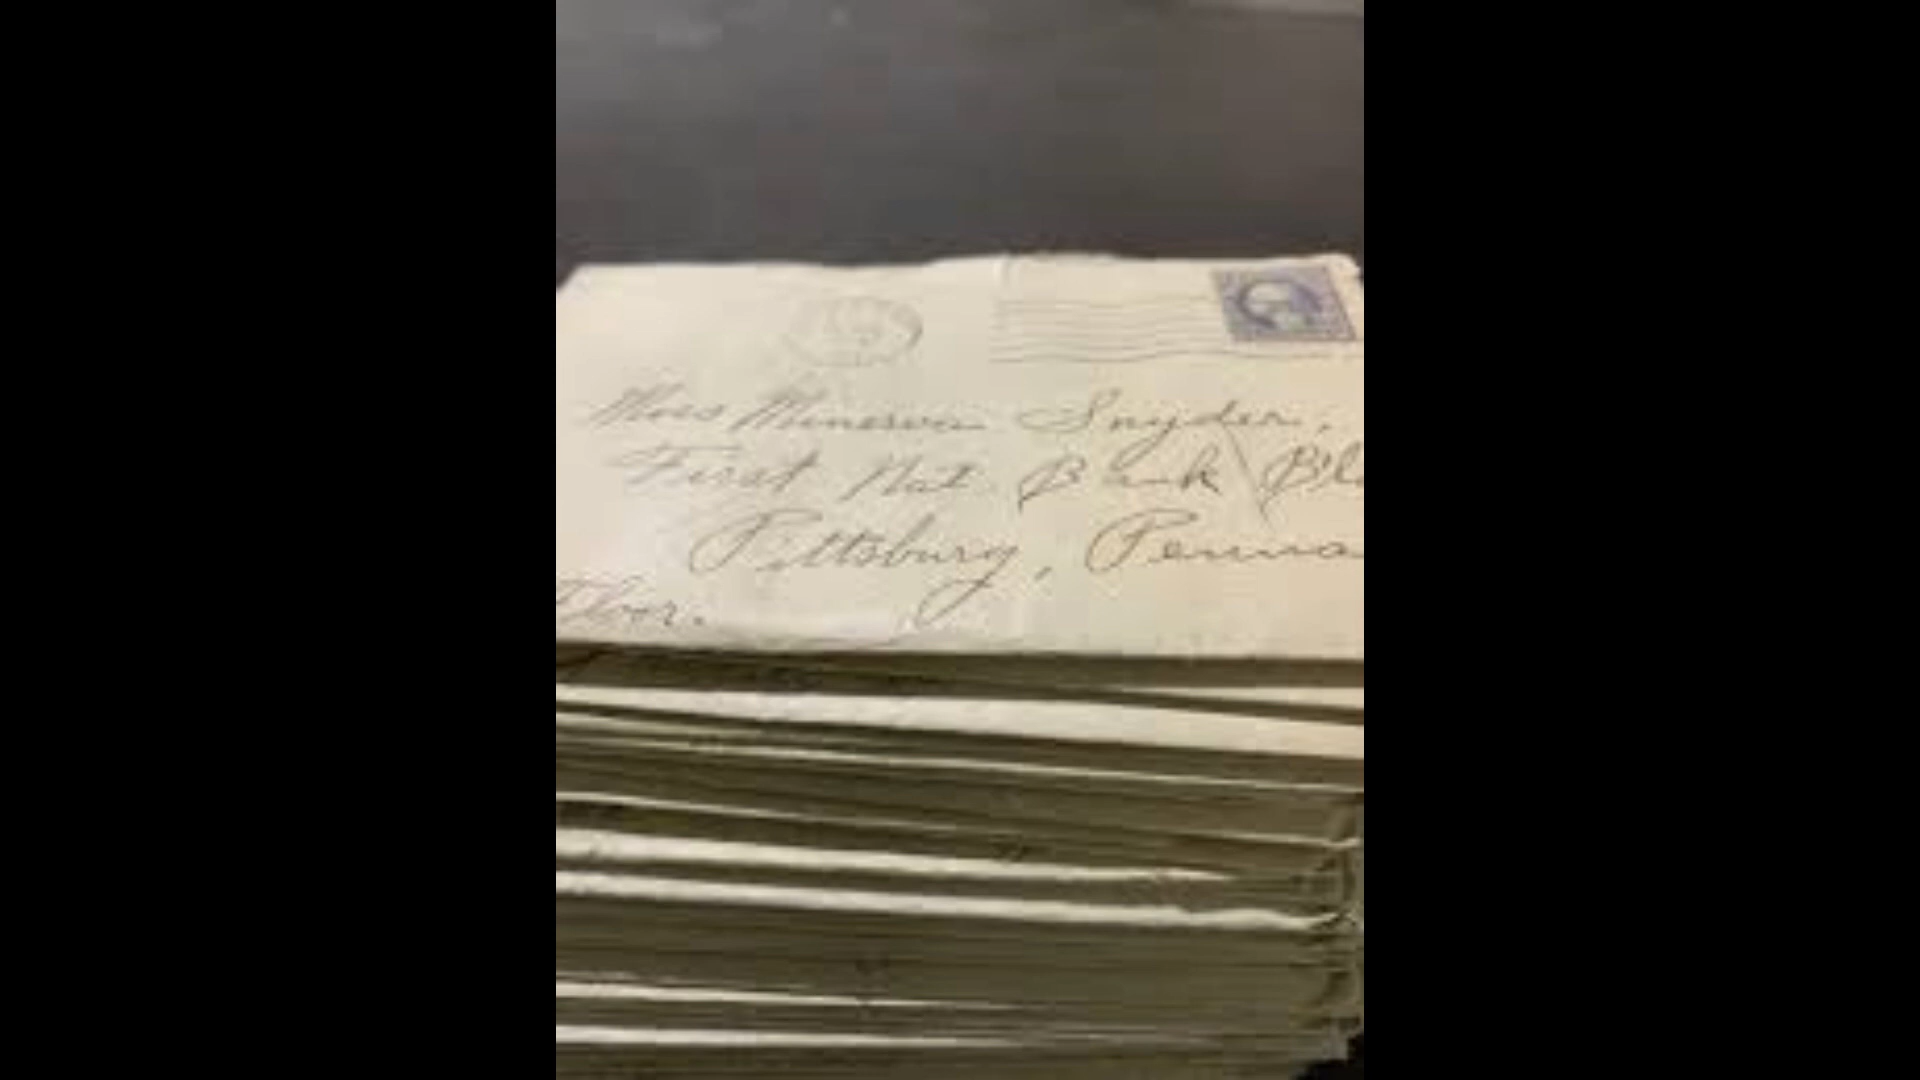 Miss Minerva Snyder,
First Nat. Bank
Pittsburg, Penna